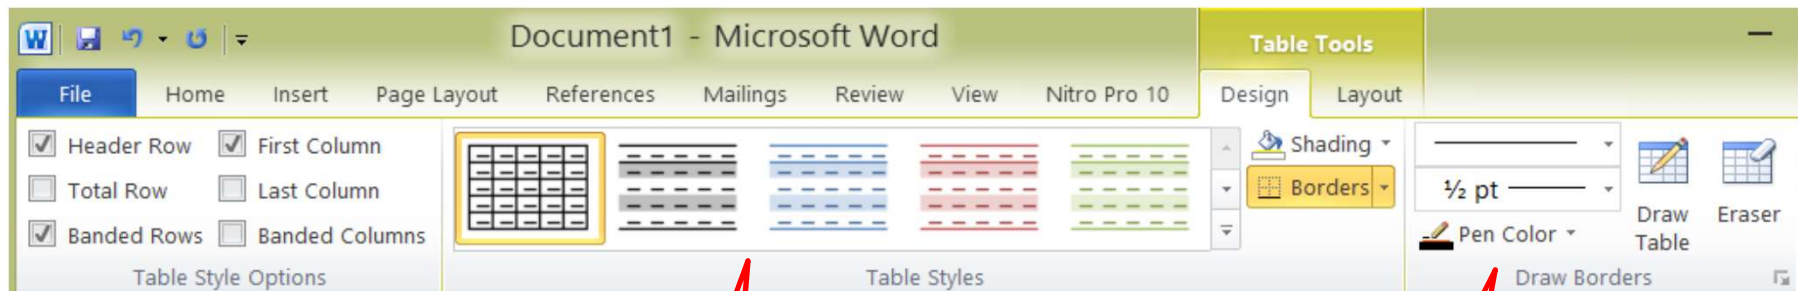 W
Document1 - Microsoft Word
Table Tools
File Home Insert Page Layout References Mailings Review View Nitro Pro 10 Design Layout
Header Row First Column Shading
Total Row Last Column Borders ½ pt
Banded Rows Banded Columns Pen Color Draw Table Eraser
Table Style Options Table Styles Draw Borders